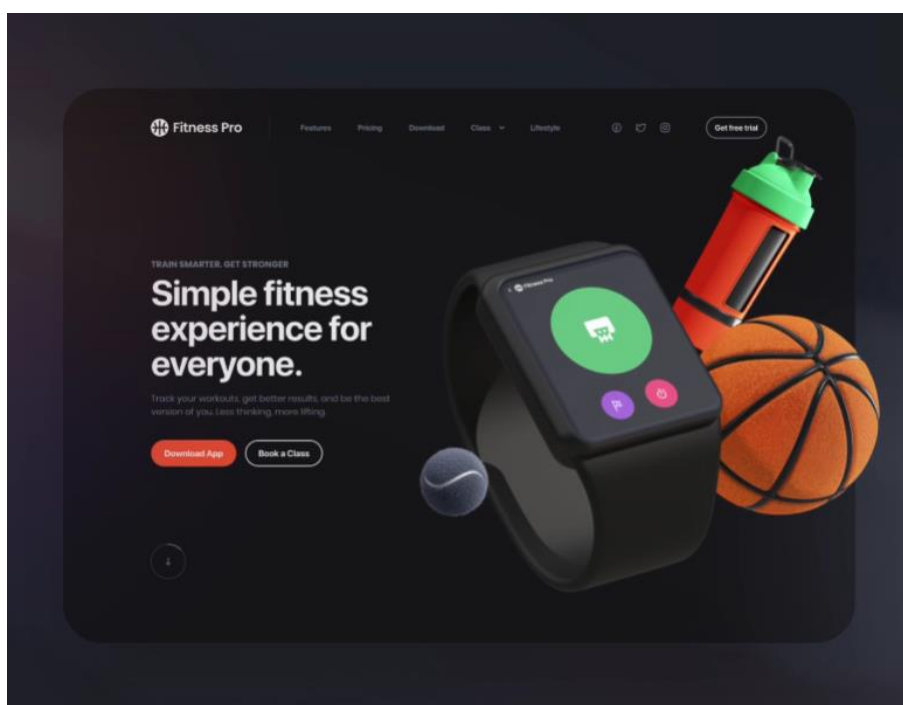 Fitness Pro
Features Pricing Download Class Lifestyle
Get free trial
Fitness Pro
TRAIN SMARTER. GET STRONGER
Simple fitness
experience for
everyone.
Track your workouts, get better results, and be the best
version of you. Less thinking, more lifting.
Download App Book a Class